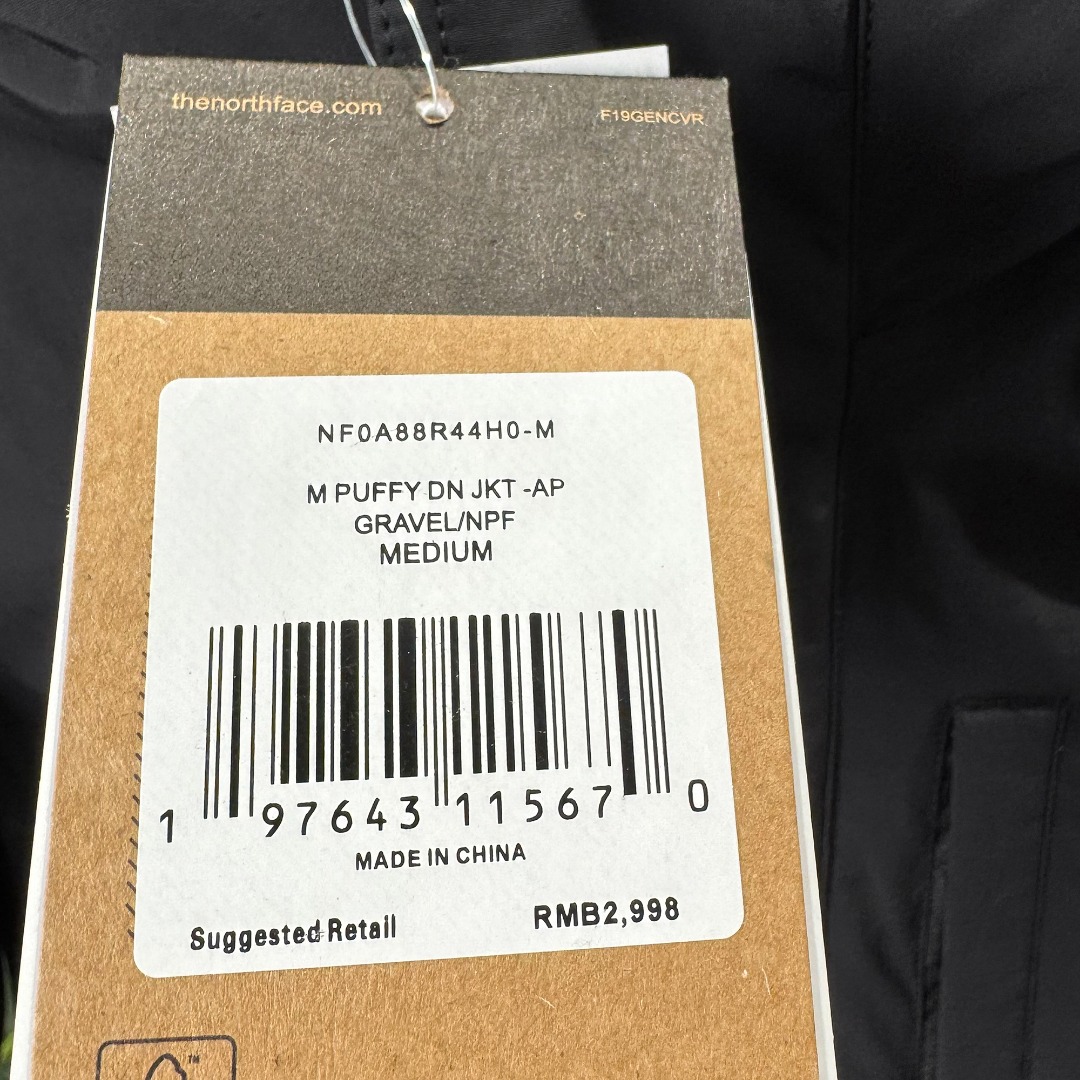 thenorthface.com
F19GENCVR
NF0A88R44H0-M
M PUFFY DN JKT -AP
GRAVEL/NPF
MEDIUM
1 97643 11567 0
MADE IN CHINA
Suggested Retail RMB2,998
TM